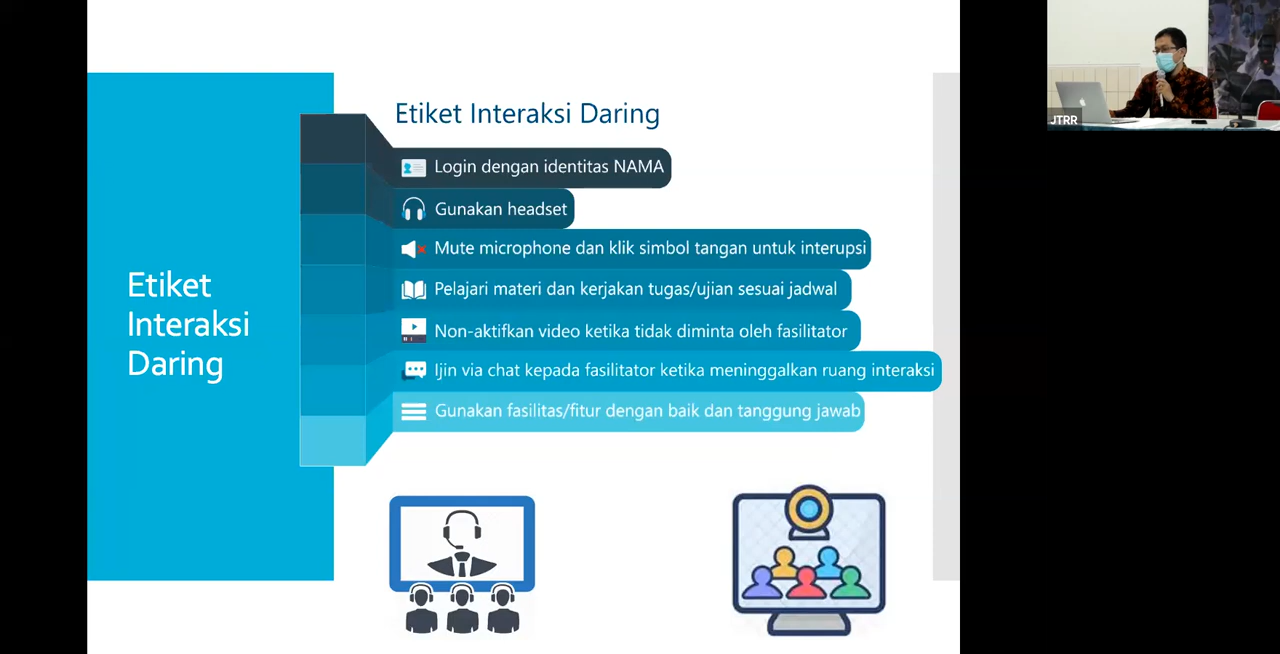 Etiket
Interaksi
Daring
Etiket Interaksi Daring
Login dengan identitas NAMA
Gunakan headset
Mute microphone dan klik simbol tangan untuk interupsi
Pelajari materi dan kerjakan tugas/ujian sesuai jadwal
Non-aktifkan video ketika tidak diminta oleh fasilitator
Ijin via chat kepada fasilitator ketika meninggalkan ruang interaksi
Gunakan fasilitas/fitur dengan baik dan tanggung jawab
JTRR